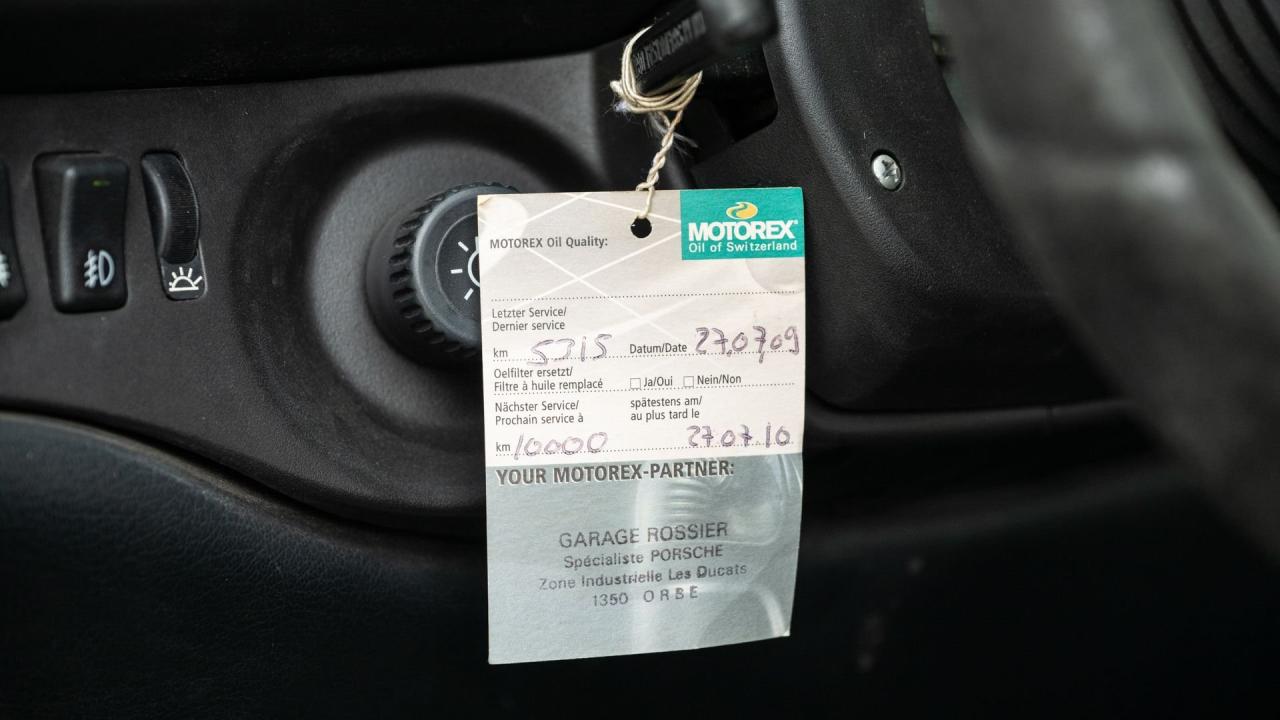 MOTOREX Oil Quality:
MOTOREX®
Oil of Switzerland
Letzter Service/
Dernier service
km 5315 Datum/Date 27.07.09
Oelfilter ersetzt/
Filtre à huile remplacé Ja/Oui Nein/Non
Nächster Service/ spätestens am/
Prochain service à au plus tard le
km 10000 27.07.10
YOUR MOTOREX-PARTNER:
GARAGE ROSSIER
Spécialiste PORSCHE
Zone Industrielle Les Ducats
1350 ORBE